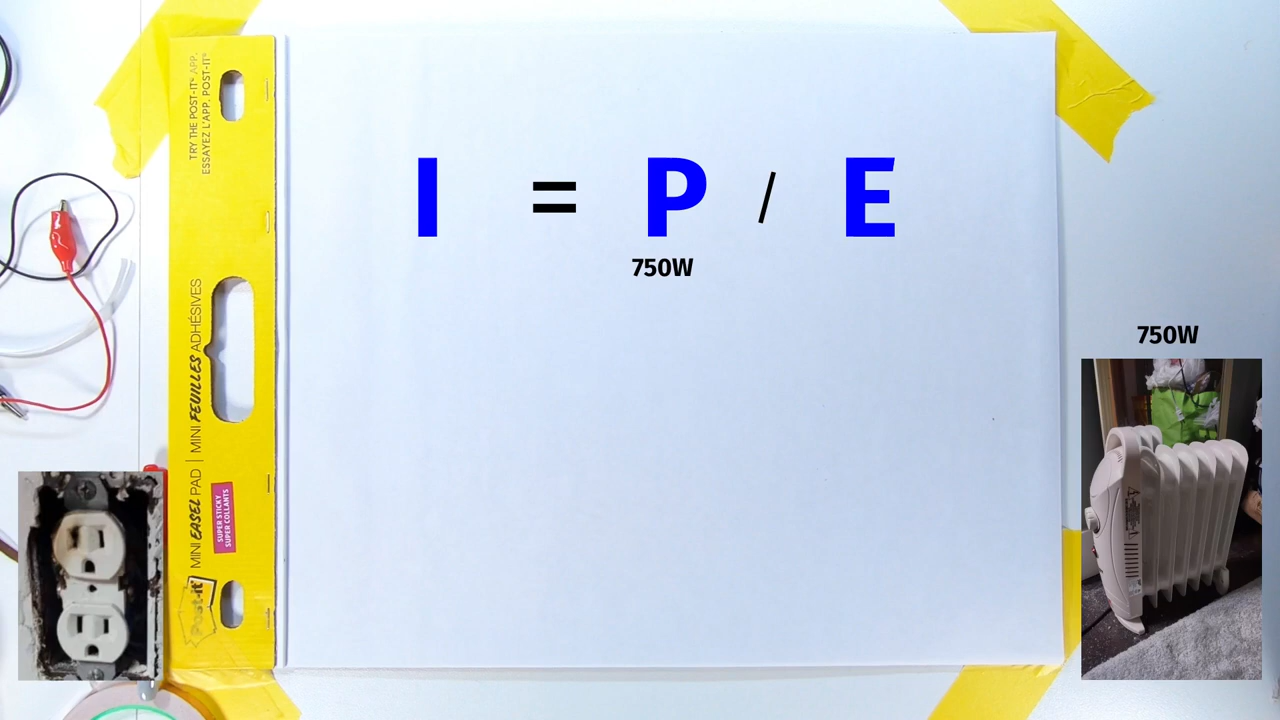 I = P / E
750W
750W
TRY THE POST-IT® APP.
ESSAYEZ L'APP. POST-IT®
MINI EASEL PAD | MINI FEUILLES ADHÉSIVES
SUPER STICKY
SUPER COLLANTS
Post-it